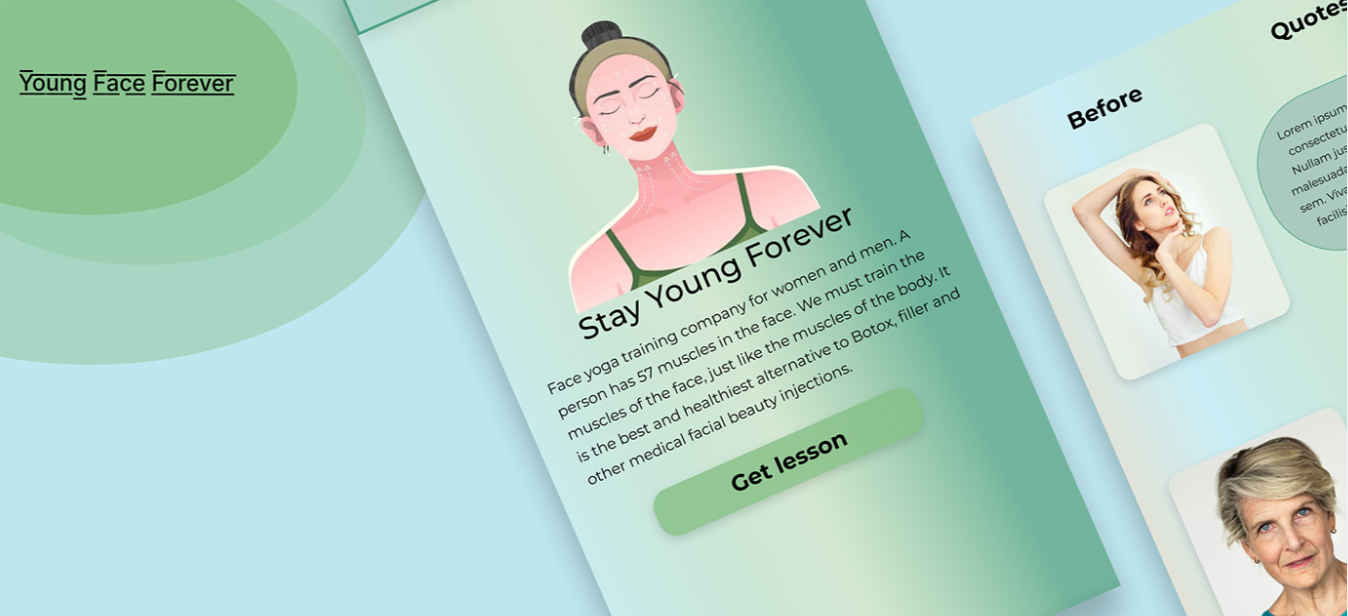 Young Face Forever
Stay Young Forever
Face yoga training company for women and men. A
person has 57 muscles in the face. We must train the
muscles of the face, just like the muscles of the body. It
is the best and healthiest alternative to Botox, filler and
other medical facial beauty injections.
Get lesson
Before
Quotes
Lorem ipsum
consectetu
Nullam jus
malesuada
sem. Viva
facilisi